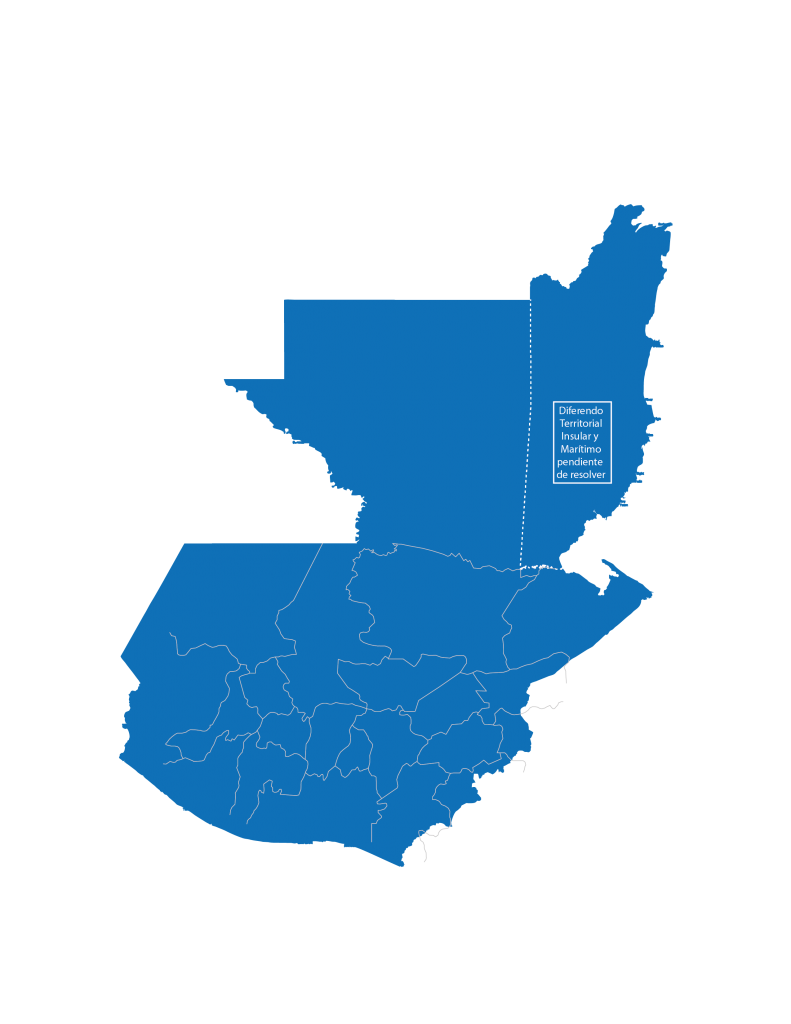 Diferendo
Territorial
Insular y
Marítimo
pendiente
de resolver